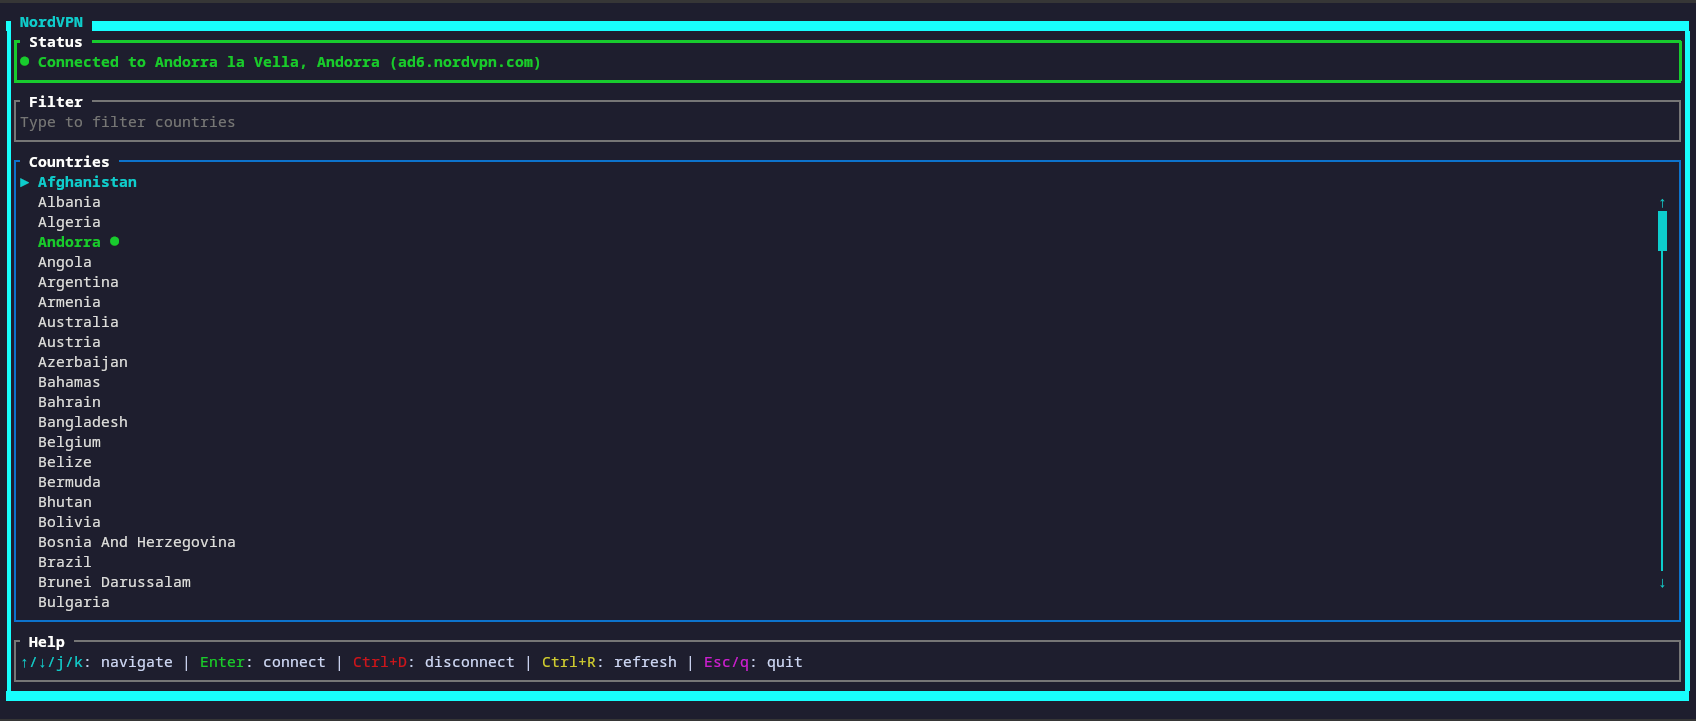 NordVPN
Status
● Connected to Andorra la Vella, Andorra (ad6.nordvpn.com)
Filter
Type to filter countries
Countries
▶ Afghanistan
Albania
Algeria
Andorra ●
Angola
Argentina
Armenia
Australia
Austria
Azerbaijan
Bahamas
Bahrain
Bangladesh
Belgium
Belize
Bermuda
Bhutan
Bolivia
Bosnia And Herzegovina
Brazil
Brunei Darussalam
Bulgaria
Help
↑/↓/j/k: navigate | Enter: connect | Ctrl+D: disconnect | Ctrl+R: refresh | Esc/q: quit